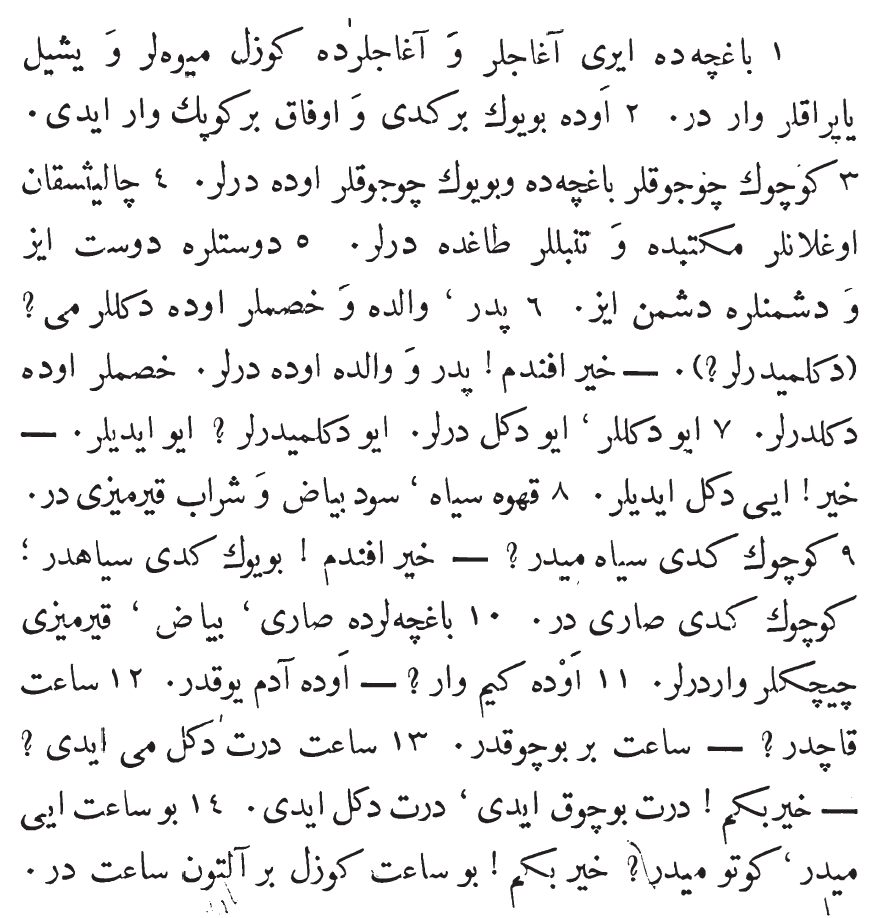 ١ باغچه‌ده ایری آغاجلر وَ آغاجلرده کوزل میوه‌لر وَ یشیل
یاپراقلر وار در. ٢ اَوده بویوك برکدی وَ اوفاق برکوپك وار ایدی.
٣ کوچوك چوجوقلر باغچه‌ده وبویوك چوجوقلر اوده درلر. ٤ چالیشقان
اوغلانلر مکتبده وَ تنبللر طاغده درلر. ٥ دوستلره دوست ایز
وَ دشمنلره دشمن ایز. ٦ پدر ، والده وَ خصملر اوده دکللر می ؟
(دکلمیدرلر؟). — خیر افندم ! پدر وَ والده اوده درلر. خصملر اوده
دکلدرلر. ٧ ایو دکللر ، ایو دکل درلر. ایو دکلمیدرلر ؟ ایو ایدیلر. —
خیر ! ایی دکل ایدیلر. ٨ قهوه سیاه ، سود بیاض وَ شراب قیرمیزی در.
٩ کوچوك کدی سیاه میدر ؟ — خیر افندم ! بویوك کدی سیاهدر ؛
کوچوك کدی صاری در. ١٠ باغچه‌لرده صاری ، بیاض ، قیرمیزی
چیچکلر واردرلر. ١١ اَوْده کیم وار ؟ — اَوده آدم یوقدر. ١٢ ساعت
قاچدر ؟ — ساعت بر بوچوقدر. ١٣ ساعت درت دکل می ایدی ؟
— خیر بکم ! درت بوچوق ایدی ، درت دکل ایدی. ١٤ بو ساعت ایی
میدر ، کوتو میدر ؟ خیر بکم ! بو ساعت کوزل بر آلتون ساعت در.